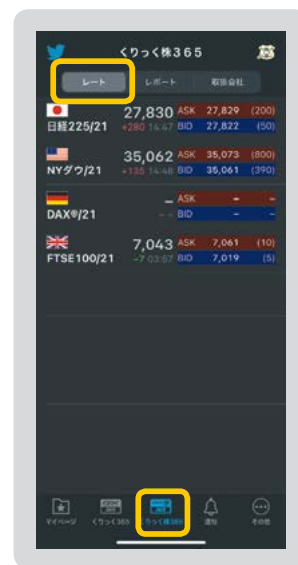 くりっく株365
レート レポート 取扱会社
27,830 ASK 27,829 (200)
日経225/21 +280 14:47 BID 27,822 (50)
35,062 ASK 35,073 (800)
NYダウ/21 +135 14:48 BID 35,061 (390)
– ASK – –
DAX®/21 – – BID – –
7,043 ASK 7,061 (10)
FTSE100/21 -7 03:57 BID 7,019 (5)
マイページ くりっく365 くりっく株365 通知 その他